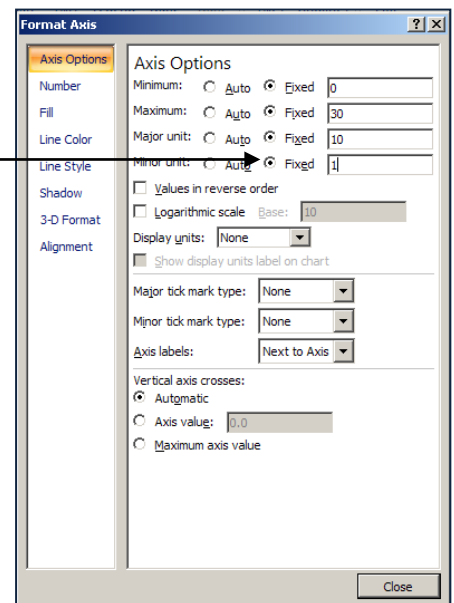 Format Axis
? X
Axis Options
Number
Fill
Line Color
Line Style
Shadow
3-D Format
Alignment
Axis Options
Minimum: Auto Fixed 0
Maximum: Auto Fixed 30
Major unit: Auto Fixed 10
Minor unit: Auto Fixed 1
Values in reverse order
Logarithmic scale Base: 10
Display units: None
Show display units label on chart
Major tick mark type: None
Minor tick mark type: None
Axis labels: Next to Axis
Vertical axis crosses:
Automatic
Axis value: 0.0
Maximum axis value
Close